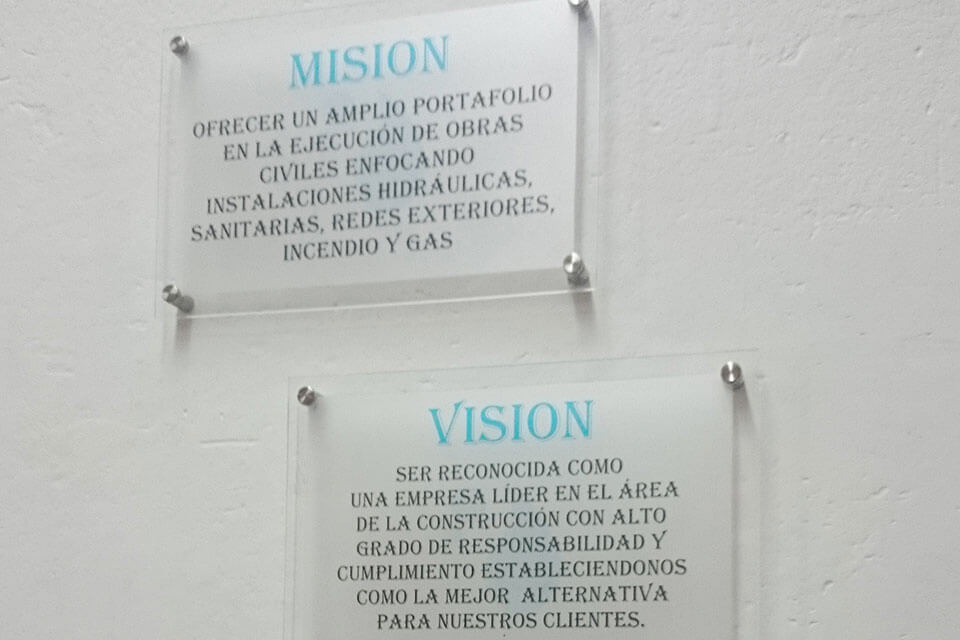 MISION
OFRECER UN AMPLIO PORTAFOLIO
EN LA EJECUCIÓN DE OBRAS
CIVILES ENFOCANDO
INSTALACIONES HIDRÁULICAS,
SANITARIAS, REDES EXTERIORES,
INCENDIO Y GAS
VISION
SER RECONOCIDA COMO
UNA EMPRESA LÍDER EN EL ÁREA
DE LA CONSTRUCCIÓN CON ALTO
GRADO DE RESPONSABILIDAD Y
CUMPLIMIENTO ESTABLECIENDONOS
COMO LA MEJOR ALTERNATIVA
PARA NUESTROS CLIENTES.